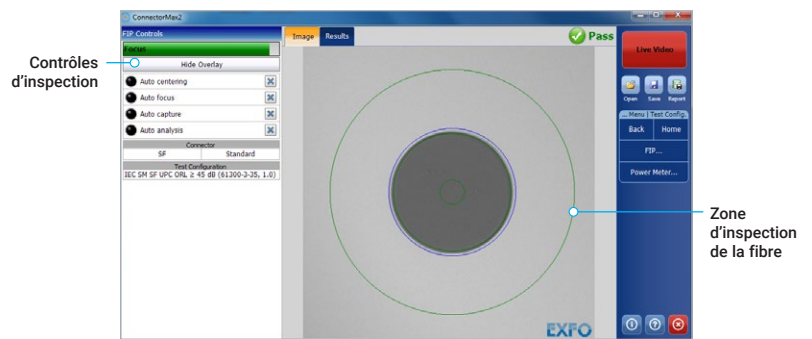 ConnectorMax2
FIP Controls
Focus
Hide Overlay
Auto centering
Auto focus
Auto capture
Auto analysis
Connector
SF Standard
Test Configuration
IEC SM SF UPC ORL ≥ 45 dB (61300-3-35, 1.0)
Contrôles
d’inspection
Image Results
Pass
EXFO
Live Video
Open Save Report
... Menu | Test Config.
Back Home
FIP...
Power Meter...
Zone
d’inspection
de la fibre